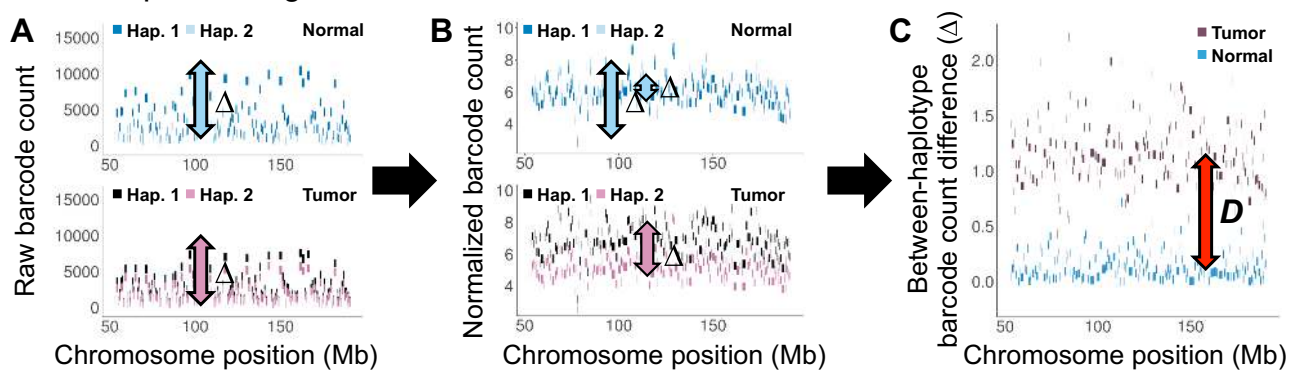 A
Raw barcode count
15000
10000
5000
0
Hap. 1 Hap. 2 Normal
Δ
50 100 150
15000
10000
5000
0
Hap. 1 Hap. 2 Tumor
Δ
50 100 150
Chromosome position (Mb)
B
Normalized barcode count
10
8
6
4
Hap. 1 Hap. 2 Normal
Δ Δ
50 100 150
10
8
6
4
Hap. 1 Hap. 2 Tumor
Δ
50 100 150
Chromosome position (Mb)
C
Between-haplotype
barcode count difference (Δ)
2.0
1.5
1.0
0.5
0.0
Tumor
Normal
D
50 100 150
Chromosome position (Mb)